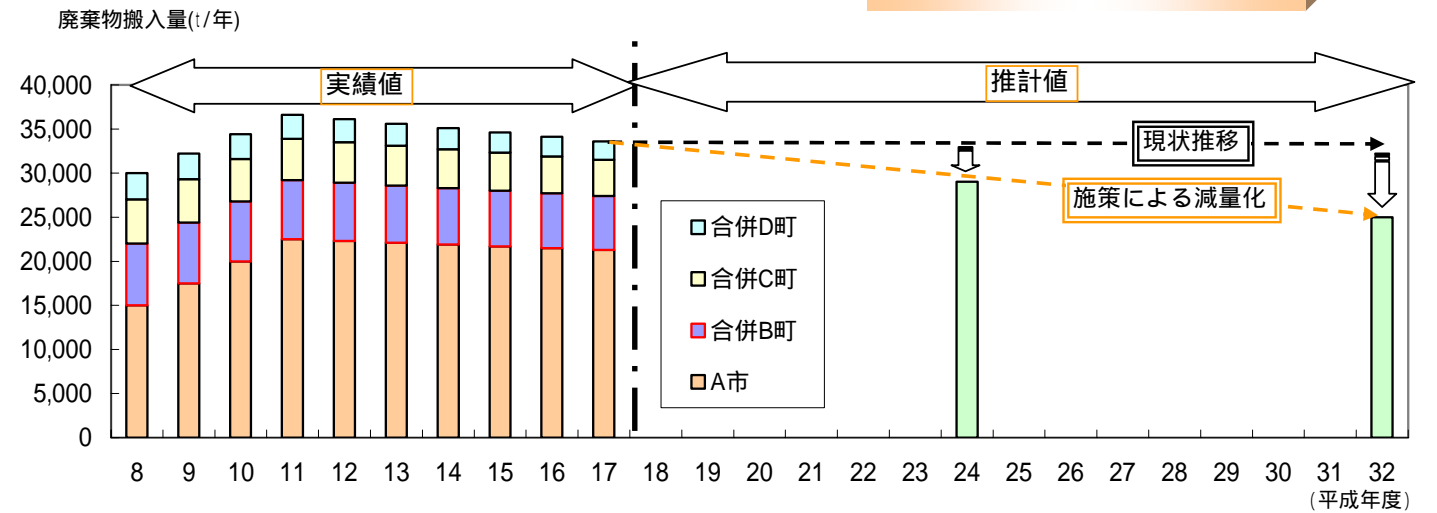 廃棄物搬入量(t/年)
実績値
推計値
40,000
35,000
30,000
25,000
20,000
15,000
10,000
5,000
0
現状推移
施策による減量化
合併D町
合併C町
合併B町
A市
8 9 10 11 12 13 14 15 16 17 18 19 20 21 22 23 24 25 26 27 28 29 30 31 32
(平成年度)